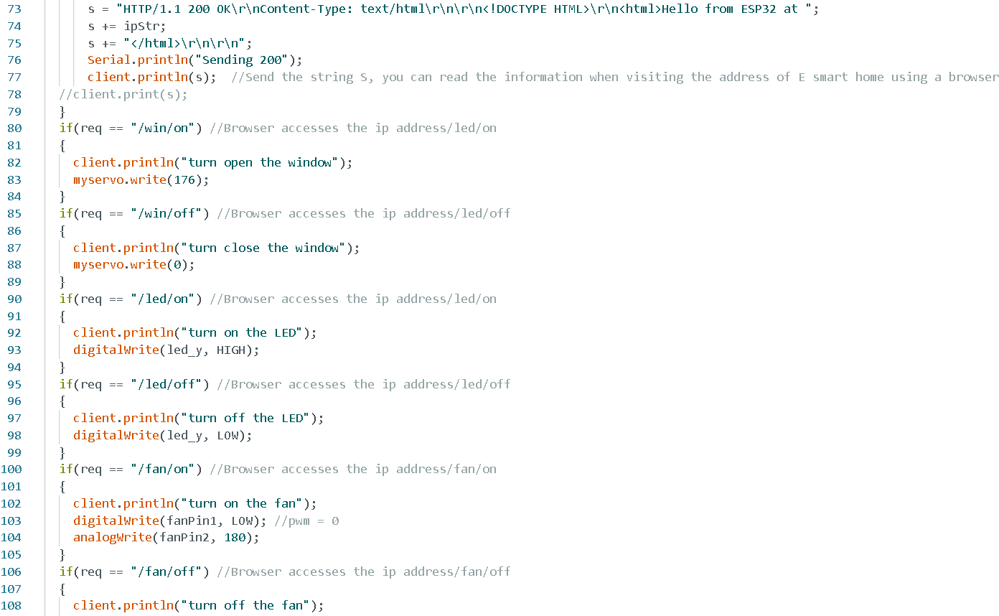 73 s = "HTTP/1.1 200 OK\r\nContent-Type: text/html\r\n\r\n<!DOCTYPE HTML>\r\n<html>Hello from ESP32 at ";
74 s += ipStr;
75 s += "</html>\r\n\r\n";
76 Serial.println("Sending 200");
77 client.println(s);  //Send the string S, you can read the information when visiting the address of E smart home using a browser
78 //client.print(s);
79 }
80 if(req == "/win/on") //Browser accesses the ip address/led/on
81 {
82 client.println("turn open the window");
83 myservo.write(176);
84 }
85 if(req == "/win/off") //Browser accesses the ip address/led/off
86 {
87 client.println("turn close the window");
88 myservo.write(0);
89 }
90 if(req == "/led/on") //Browser accesses the ip address/led/on
91 {
92 client.println("turn on the LED");
93 digitalWrite(led_y, HIGH);
94 }
95 if(req == "/led/off") //Browser accesses the ip address/led/off
96 {
97 client.println("turn off the LED");
98 digitalWrite(led_y, LOW);
99 }
100 if(req == "/fan/on") //Browser accesses the ip address/fan/on
101 {
102 client.println("turn on the fan");
103 digitalWrite(fanPin1, LOW); //pwm = 0
104 analogWrite(fanPin2, 180);
105 }
106 if(req == "/fan/off") //Browser accesses the ip address/fan/off
107 {
108 client.println("turn off the fan");